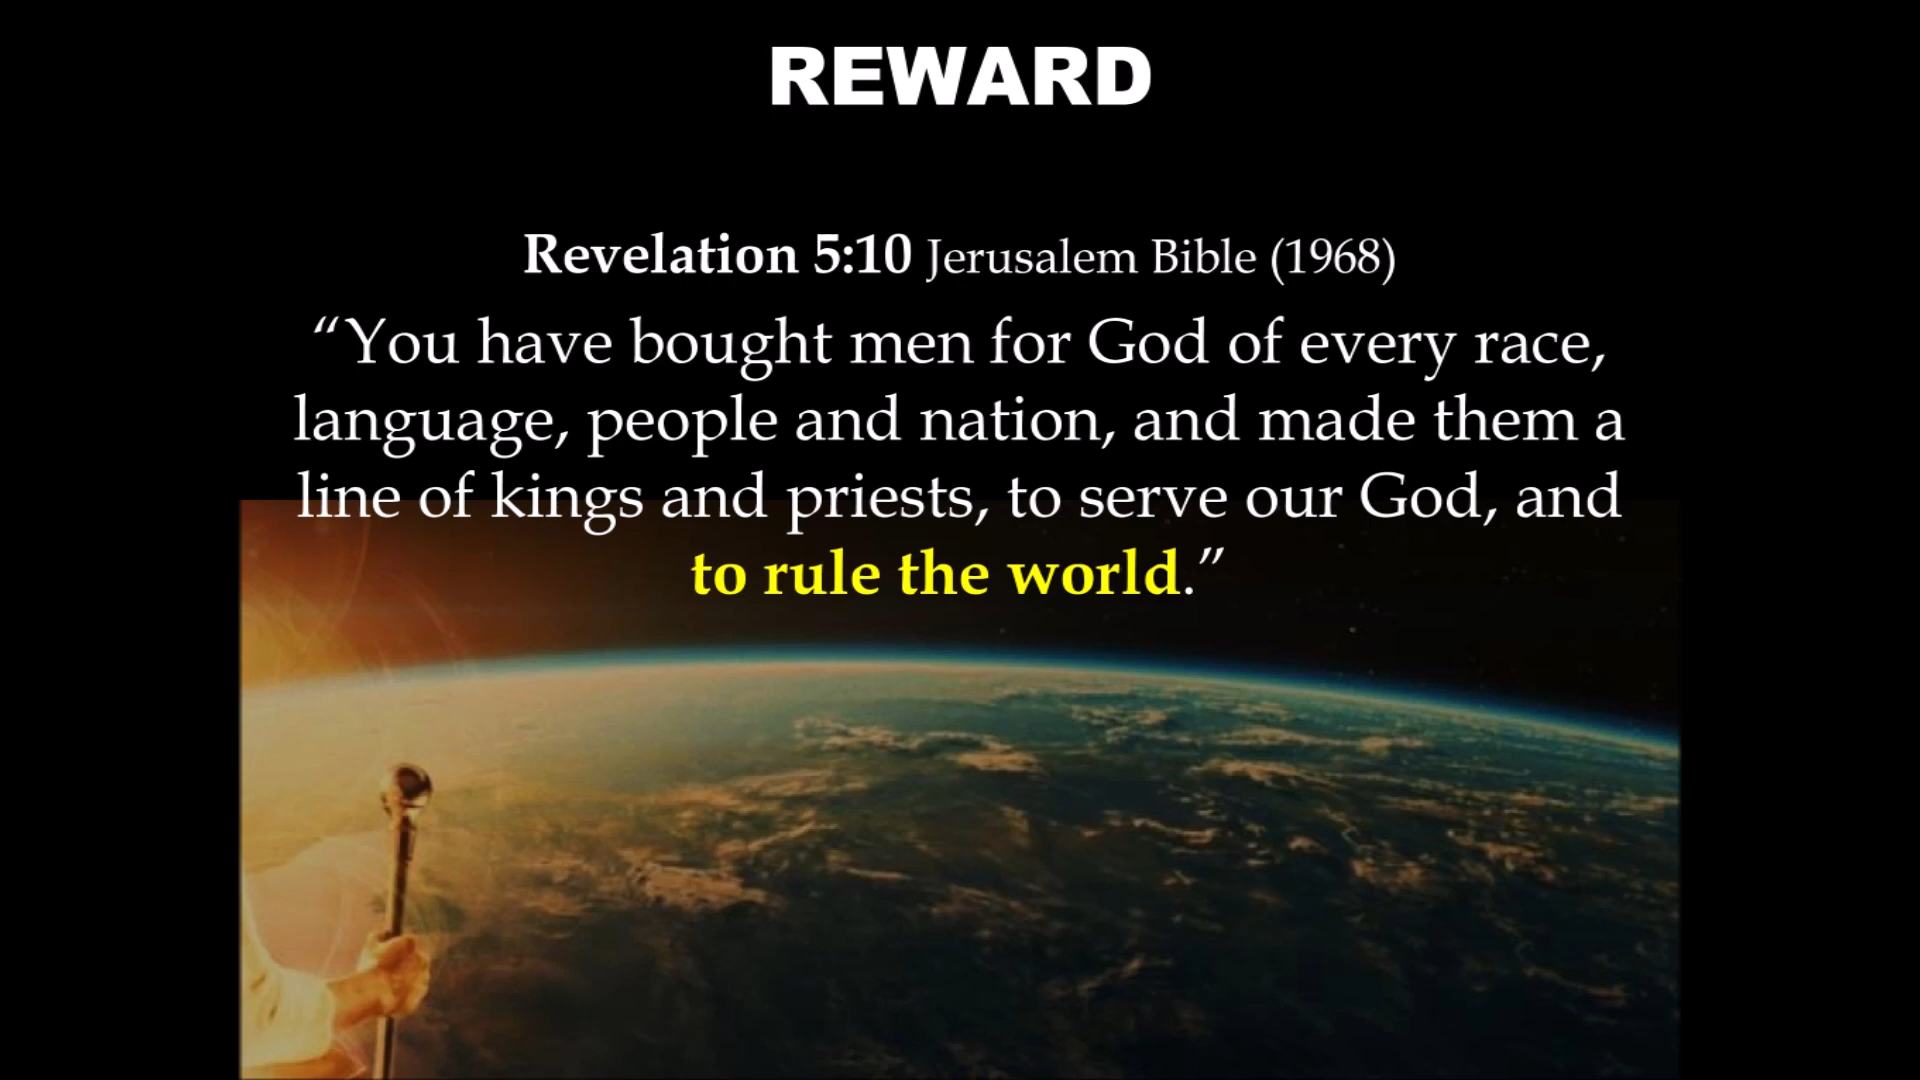 REWARD
Revelation 5:10 Jerusalem Bible (1968)
“You have bought men for God of every race,
language, people and nation, and made them a
line of kings and priests, to serve our God, and
to rule the world.”